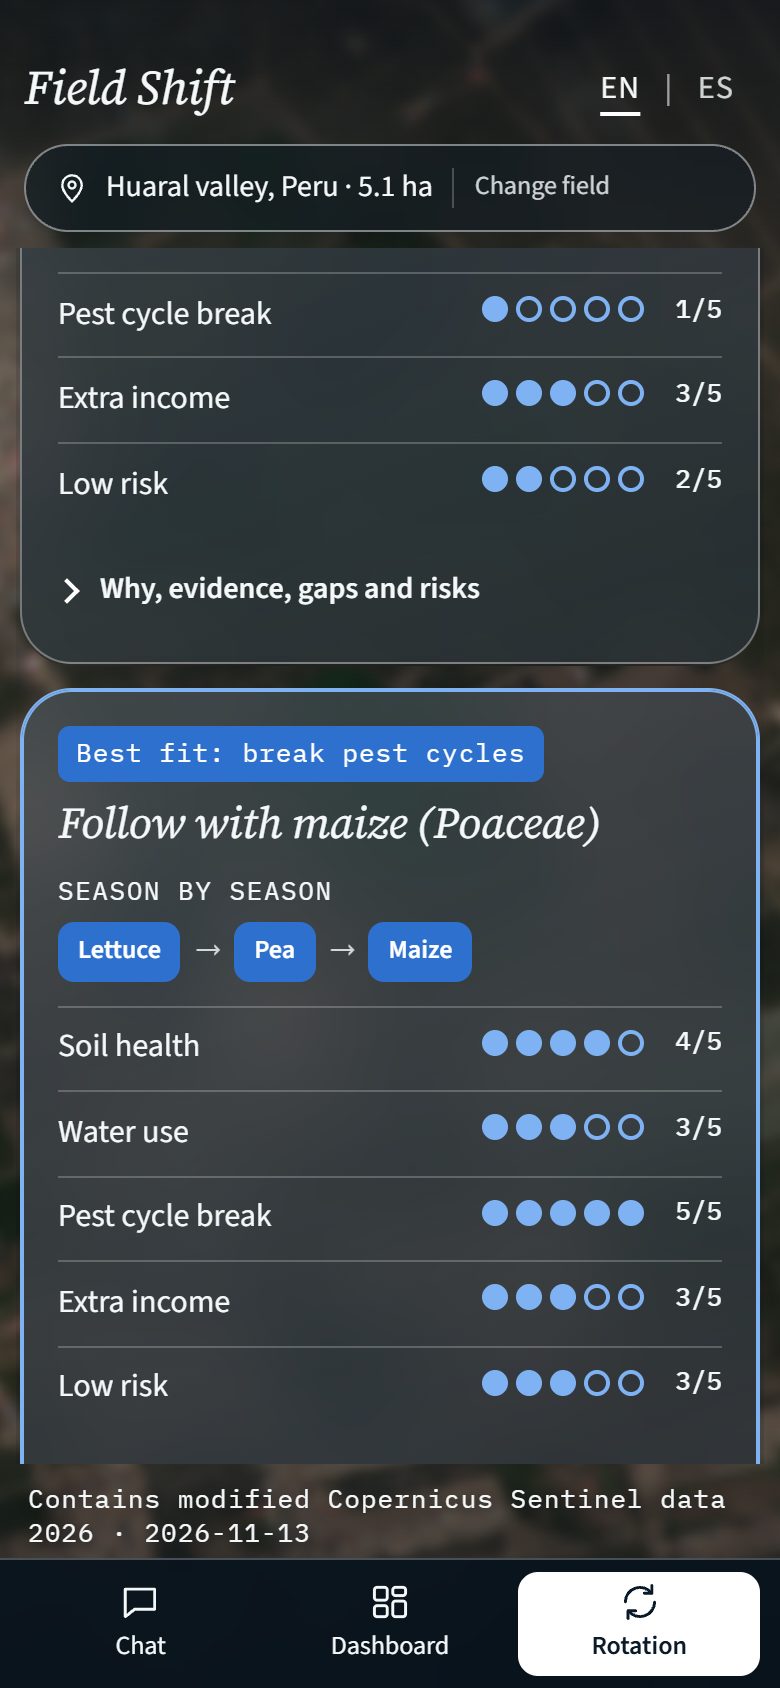 Field Shift
EN | ES
Huaral valley, Peru · 5.1 ha | Change field
Pest cycle break 1/5
Extra income 3/5
Low risk 2/5
Why, evidence, gaps and risks
Best fit: break pest cycles
Follow with maize (Poaceae)
SEASON BY SEASON
Lettuce → Pea → Maize
Soil health 4/5
Water use 3/5
Pest cycle break 5/5
Extra income 3/5
Low risk 3/5
Contains modified Copernicus Sentinel data
2026 · 2026-11-13
Chat Dashboard Rotation